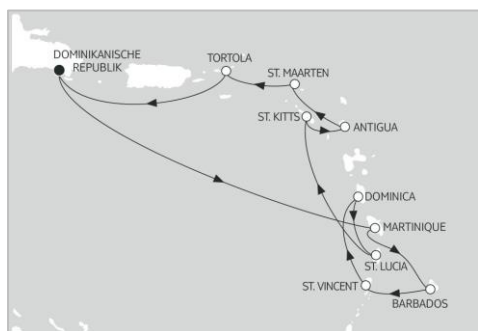 DOMINIKANISCHE
REPUBLIK
TORTOLA
ST. MAARTEN
ST. KITTS
ANTIGUA
DOMINICA
MARTINIQUE
ST. LUCIA
ST. VINCENT
BARBADOS